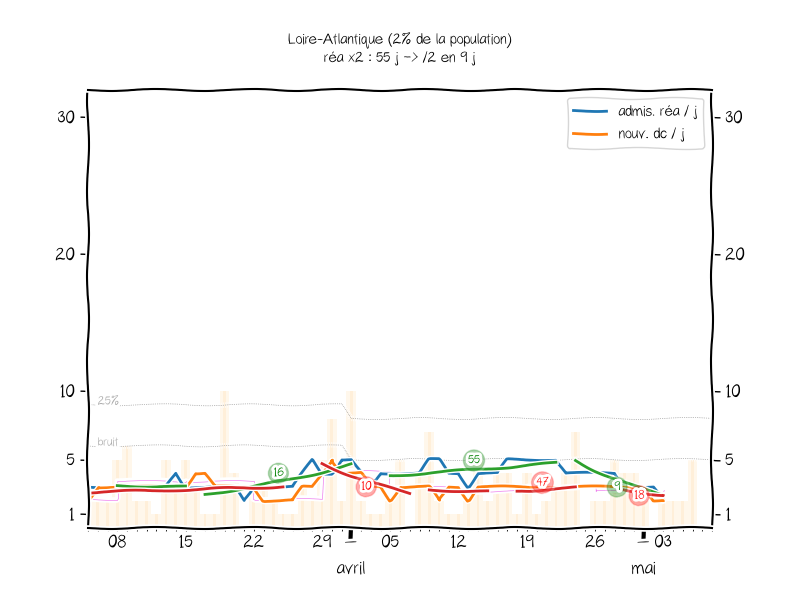 Loire-Atlantique (2% de la population)
réa x2 : 55 j -> /2 en 9 j
admis. réa / j
nouv. dc / j
30
30
20
20
10
10
25%
bruit
5
5
16
55
10
47
9
18
1
1
08 15 22 29 1 05 12 19 26 1 03
avril mai